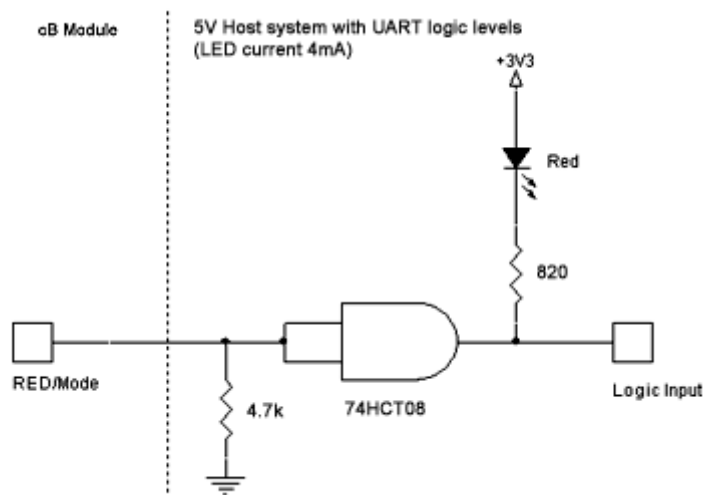 oB Module
5V Host system with UART logic levels
(LED current 4mA)
+3V3
Red
820
RED/Mode
4.7k
74HCT08
Logic Input